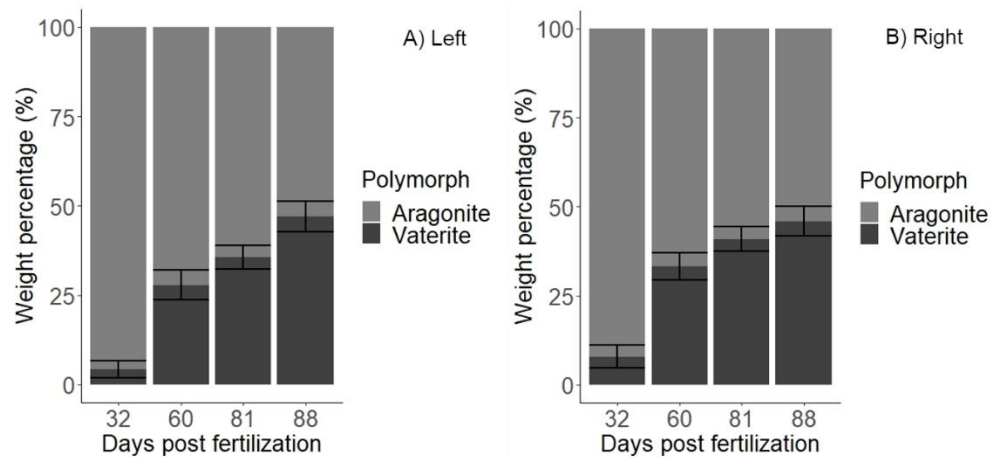 A) Left
Weight percentage (%)
100
75
50
25
0
32 60 81 88
Days post fertilization
Polymorph
Aragonite
Vaterite
B) Right
Weight percentage (%)
100
75
50
25
0
32 60 81 88
Days post fertilization
Polymorph
Aragonite
Vaterite